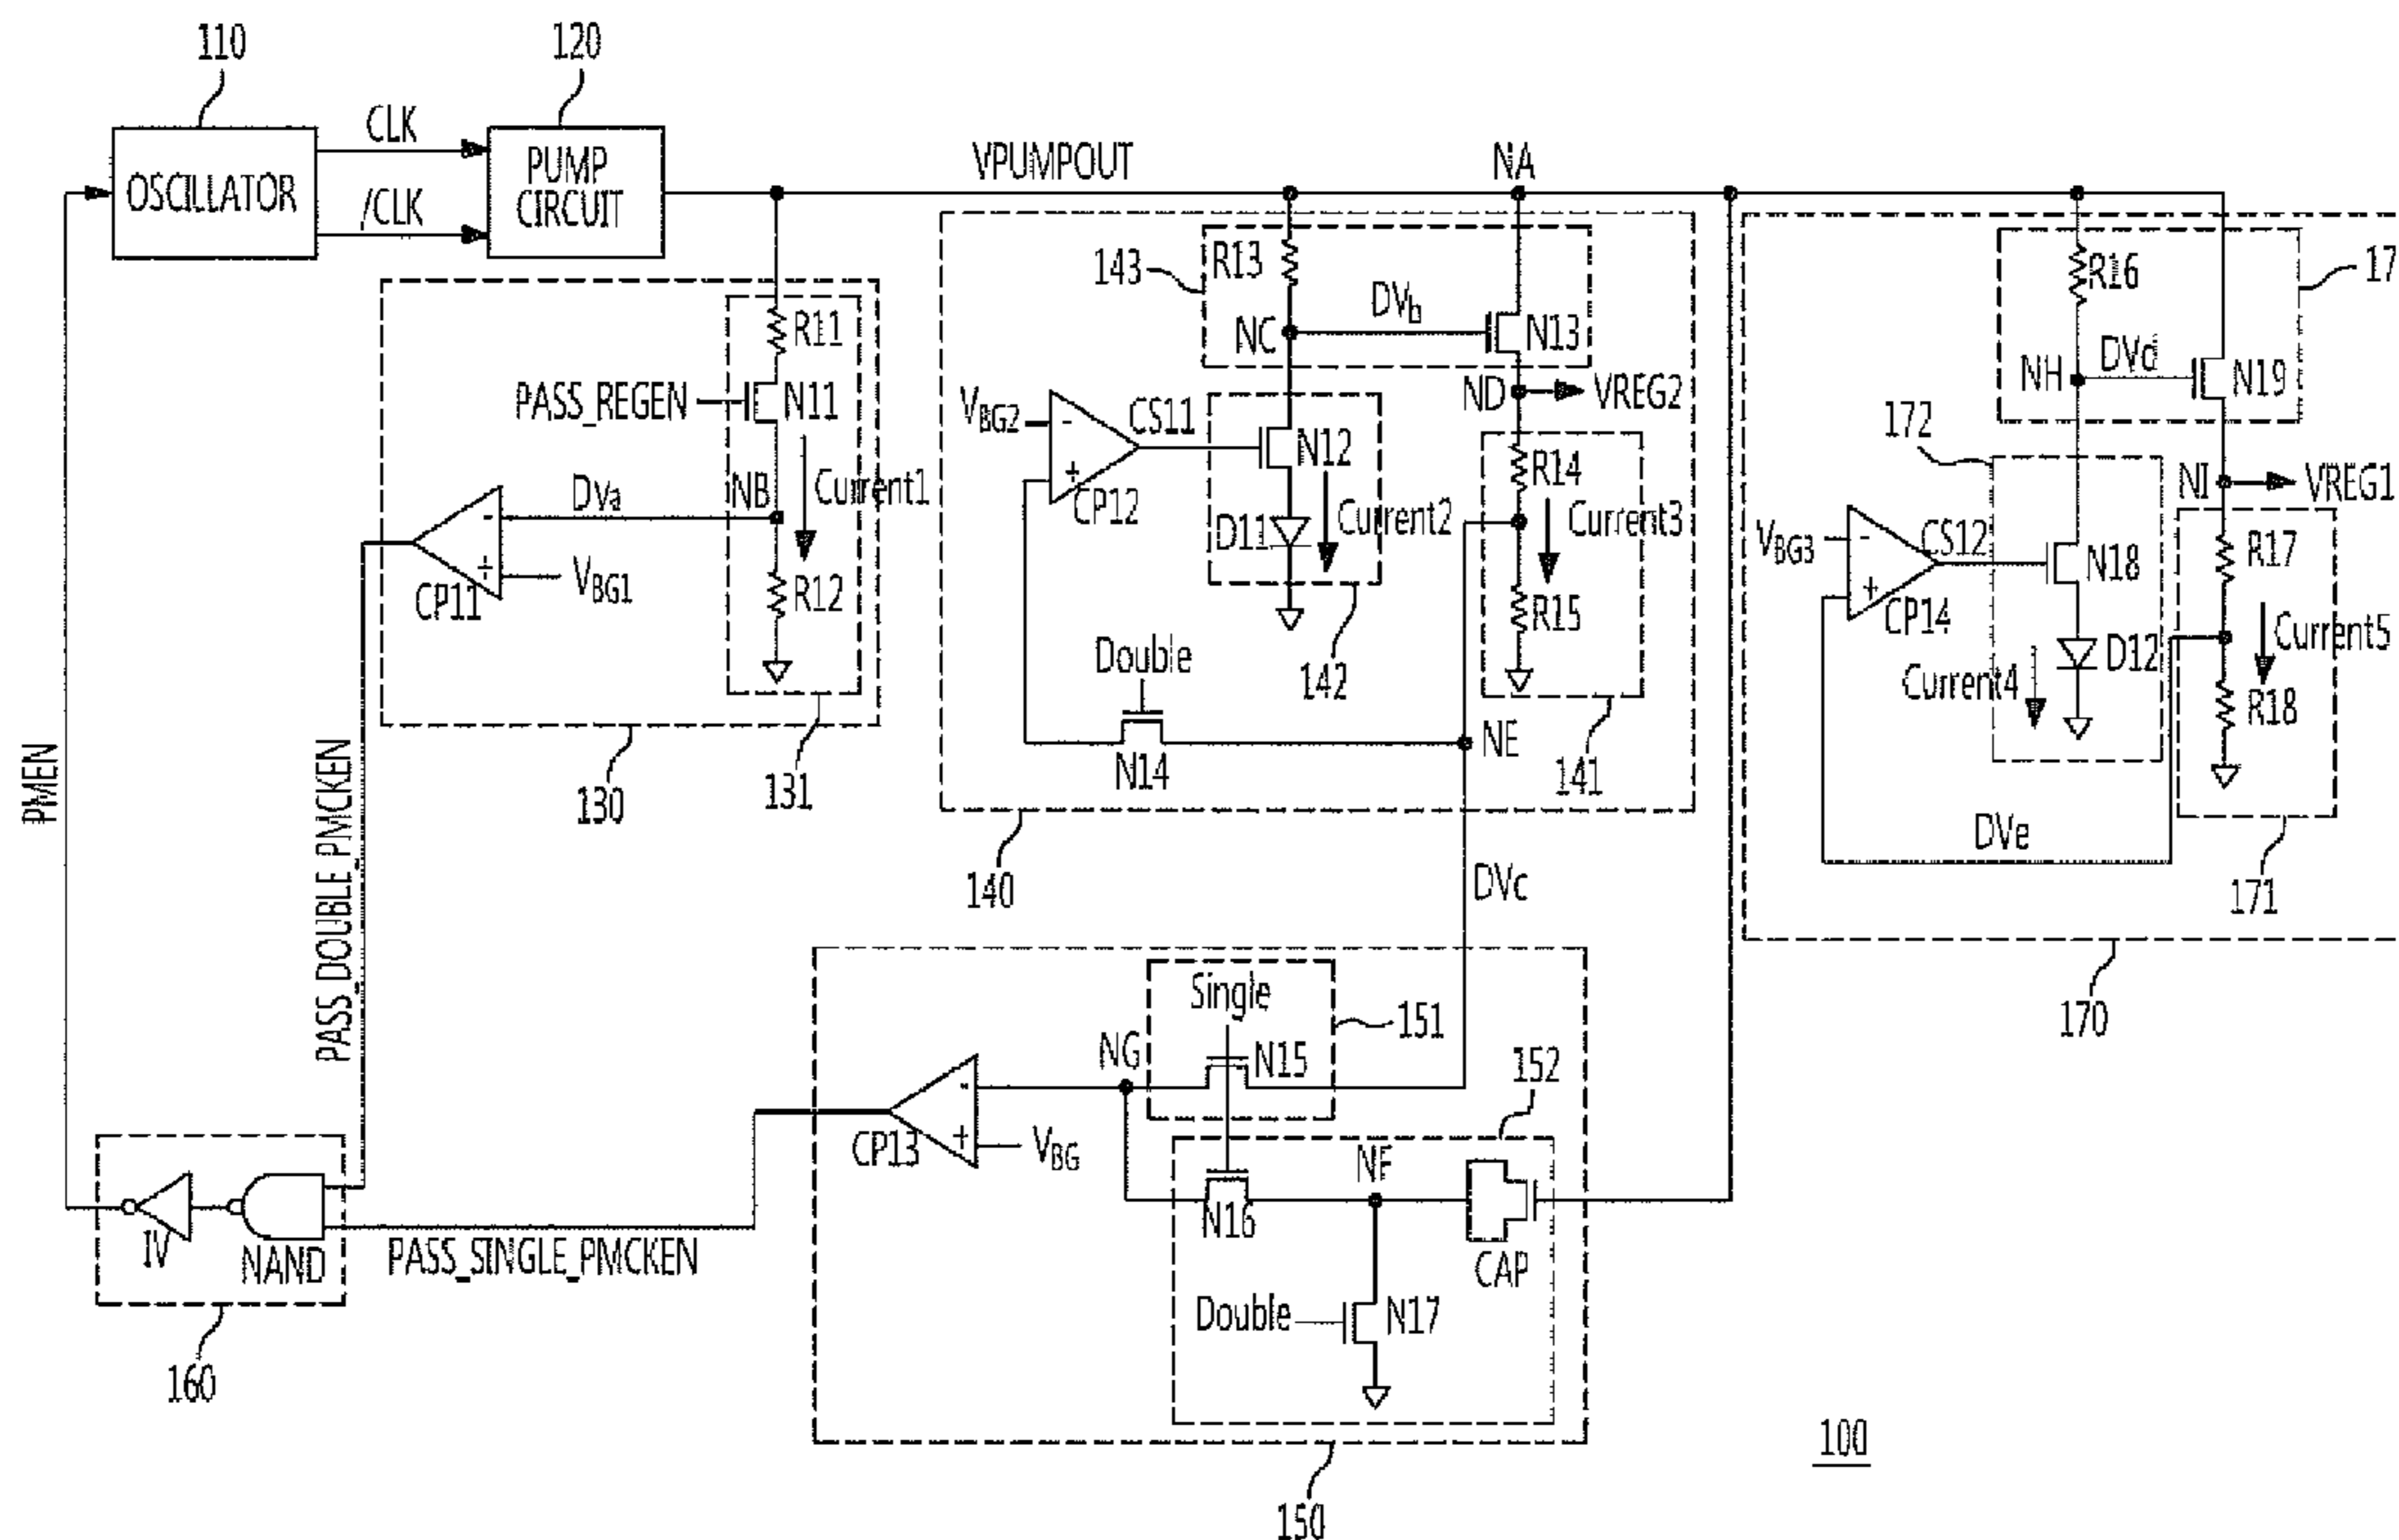 110
120
OSCILLATOR
CLK
/CLK
PUMP
CIRCUIT
VPUMPOUT
NA
143
R13
DVb
NC
N13
R16
17
NH
DVd
N19
R11
PASS_REGEN
N11
NB
Current1
DVa
CP11
VBG1
R12
VBG2
-
+
CS11
CP12
N12
D11
Current2
142
ND
VREG2
R14
Current3
R15
141
172
VBG3
-
+
CS12
CP14
N18
D12
Current4
NI
VREG1
R17
Current5
R18
171
DVe
170
Double
N14
NE
140
130
131
PMEN
PASS_DOUBLE_PMCKEN
DVc
Single
151
NG
N15
152
-
+
CP13
VBG
NF
N16
CAP
Double
N17
150
IV
NAND
160
PASS_SINGLE_PMCKEN
-
+
100